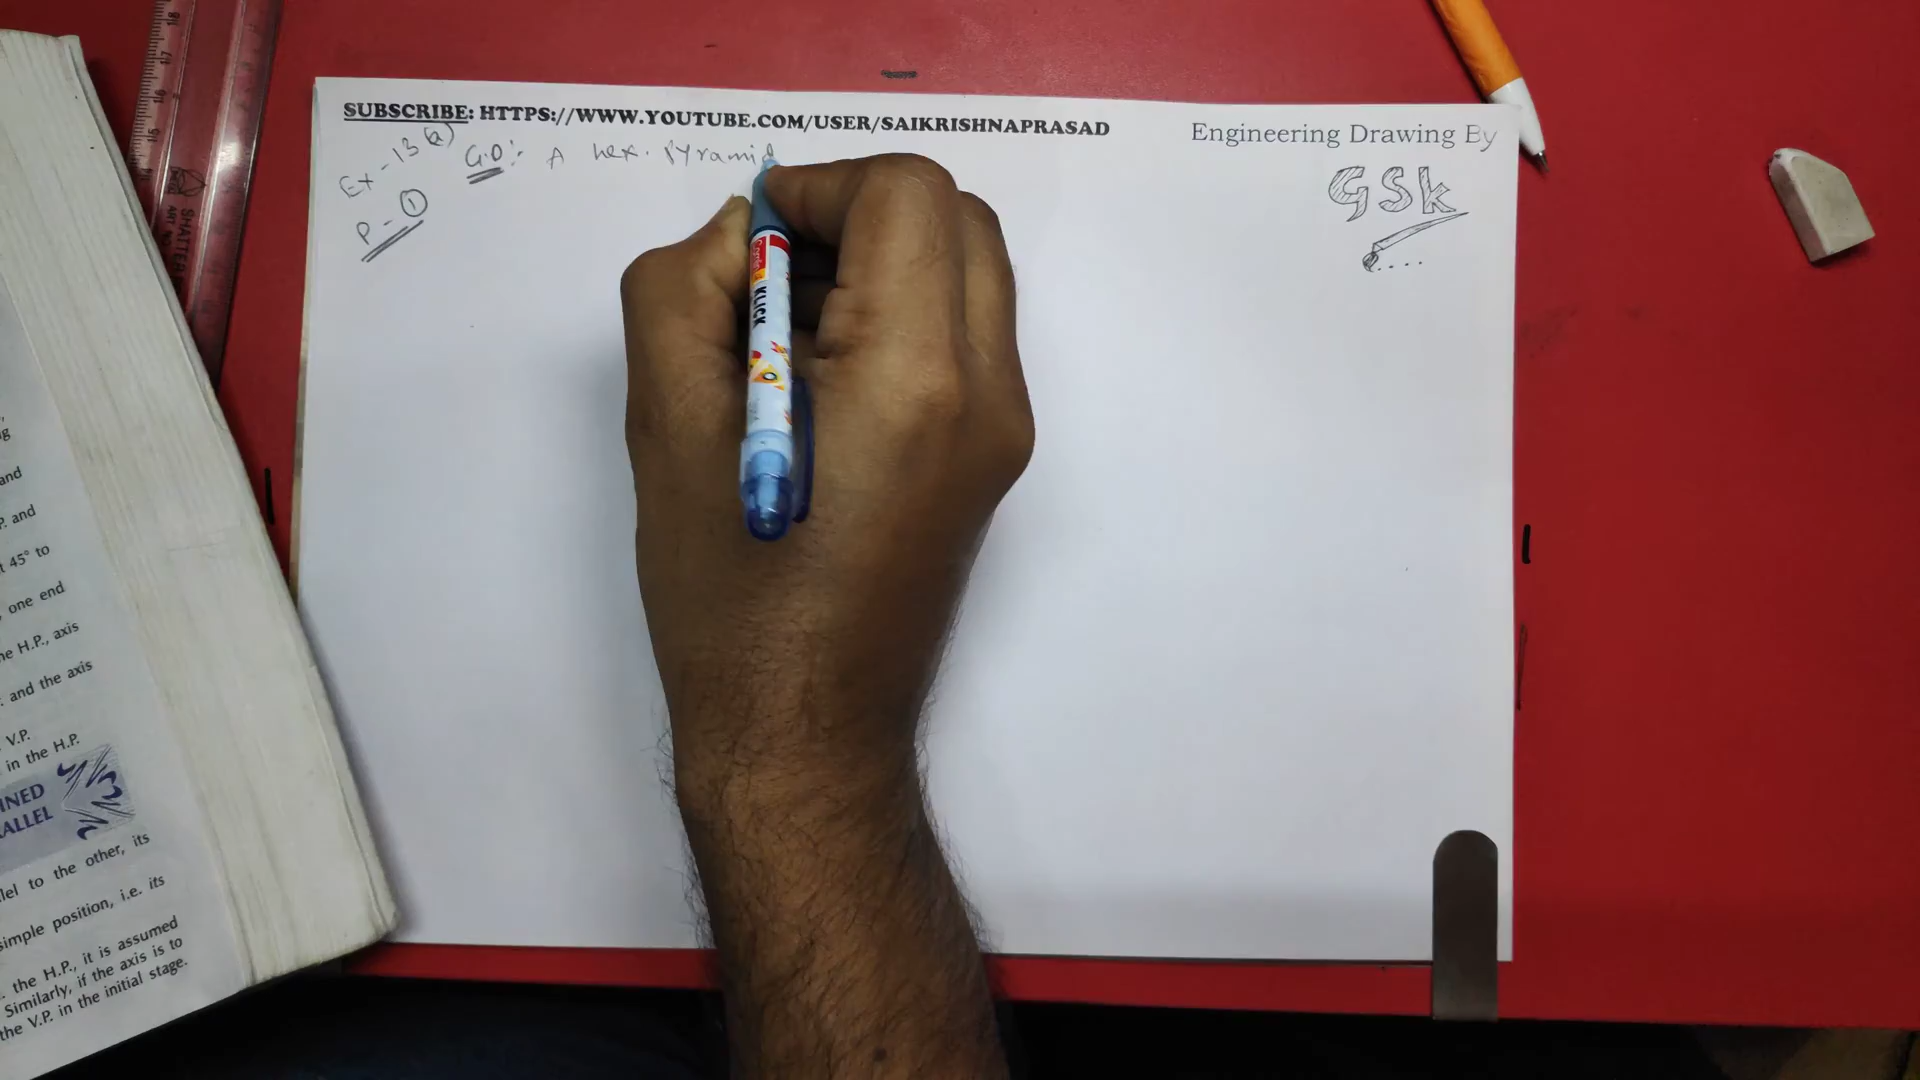 SUBSCRIBE: HTTPS://WWW.YOUTUBE.COM/USER/SAIKRISHNAPRASAD
Engineering Drawing By
GSK
Ex-13(a)
P-①
G.D:- A hex. Pyramid
SHATTER
Camlin
KLICK
and
P. and
t 45° to
one end
he H.P., axis
and the axis
V.P.
in the H.P.
INED
ALLEL
lel to the other, its
simple position, i.e. its
the H.P., it is assumed
Similarly, if the axis is to
the V.P. in the initial stage.